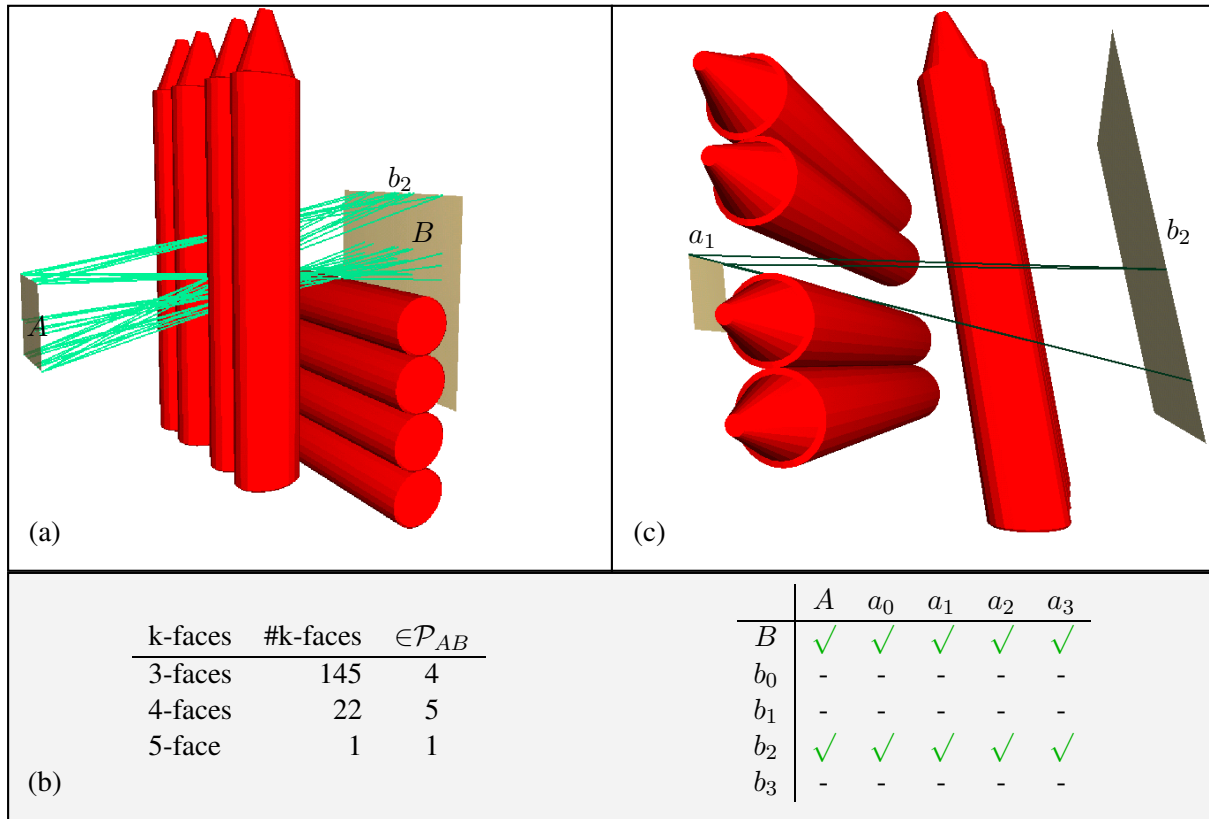 b₂
B
A
(a)
a₁
b₂
(c)
k-faces #k-faces ∈𝒫_AB
3-faces 145 4
4-faces 22 5
5-face 1 1
(b)
A a₀ a₁ a₂ a₃
B √ √ √ √ √
b₀ - - - - -
b₁ - - - - -
b₂ √ √ √ √ √
b₃ - - - - -